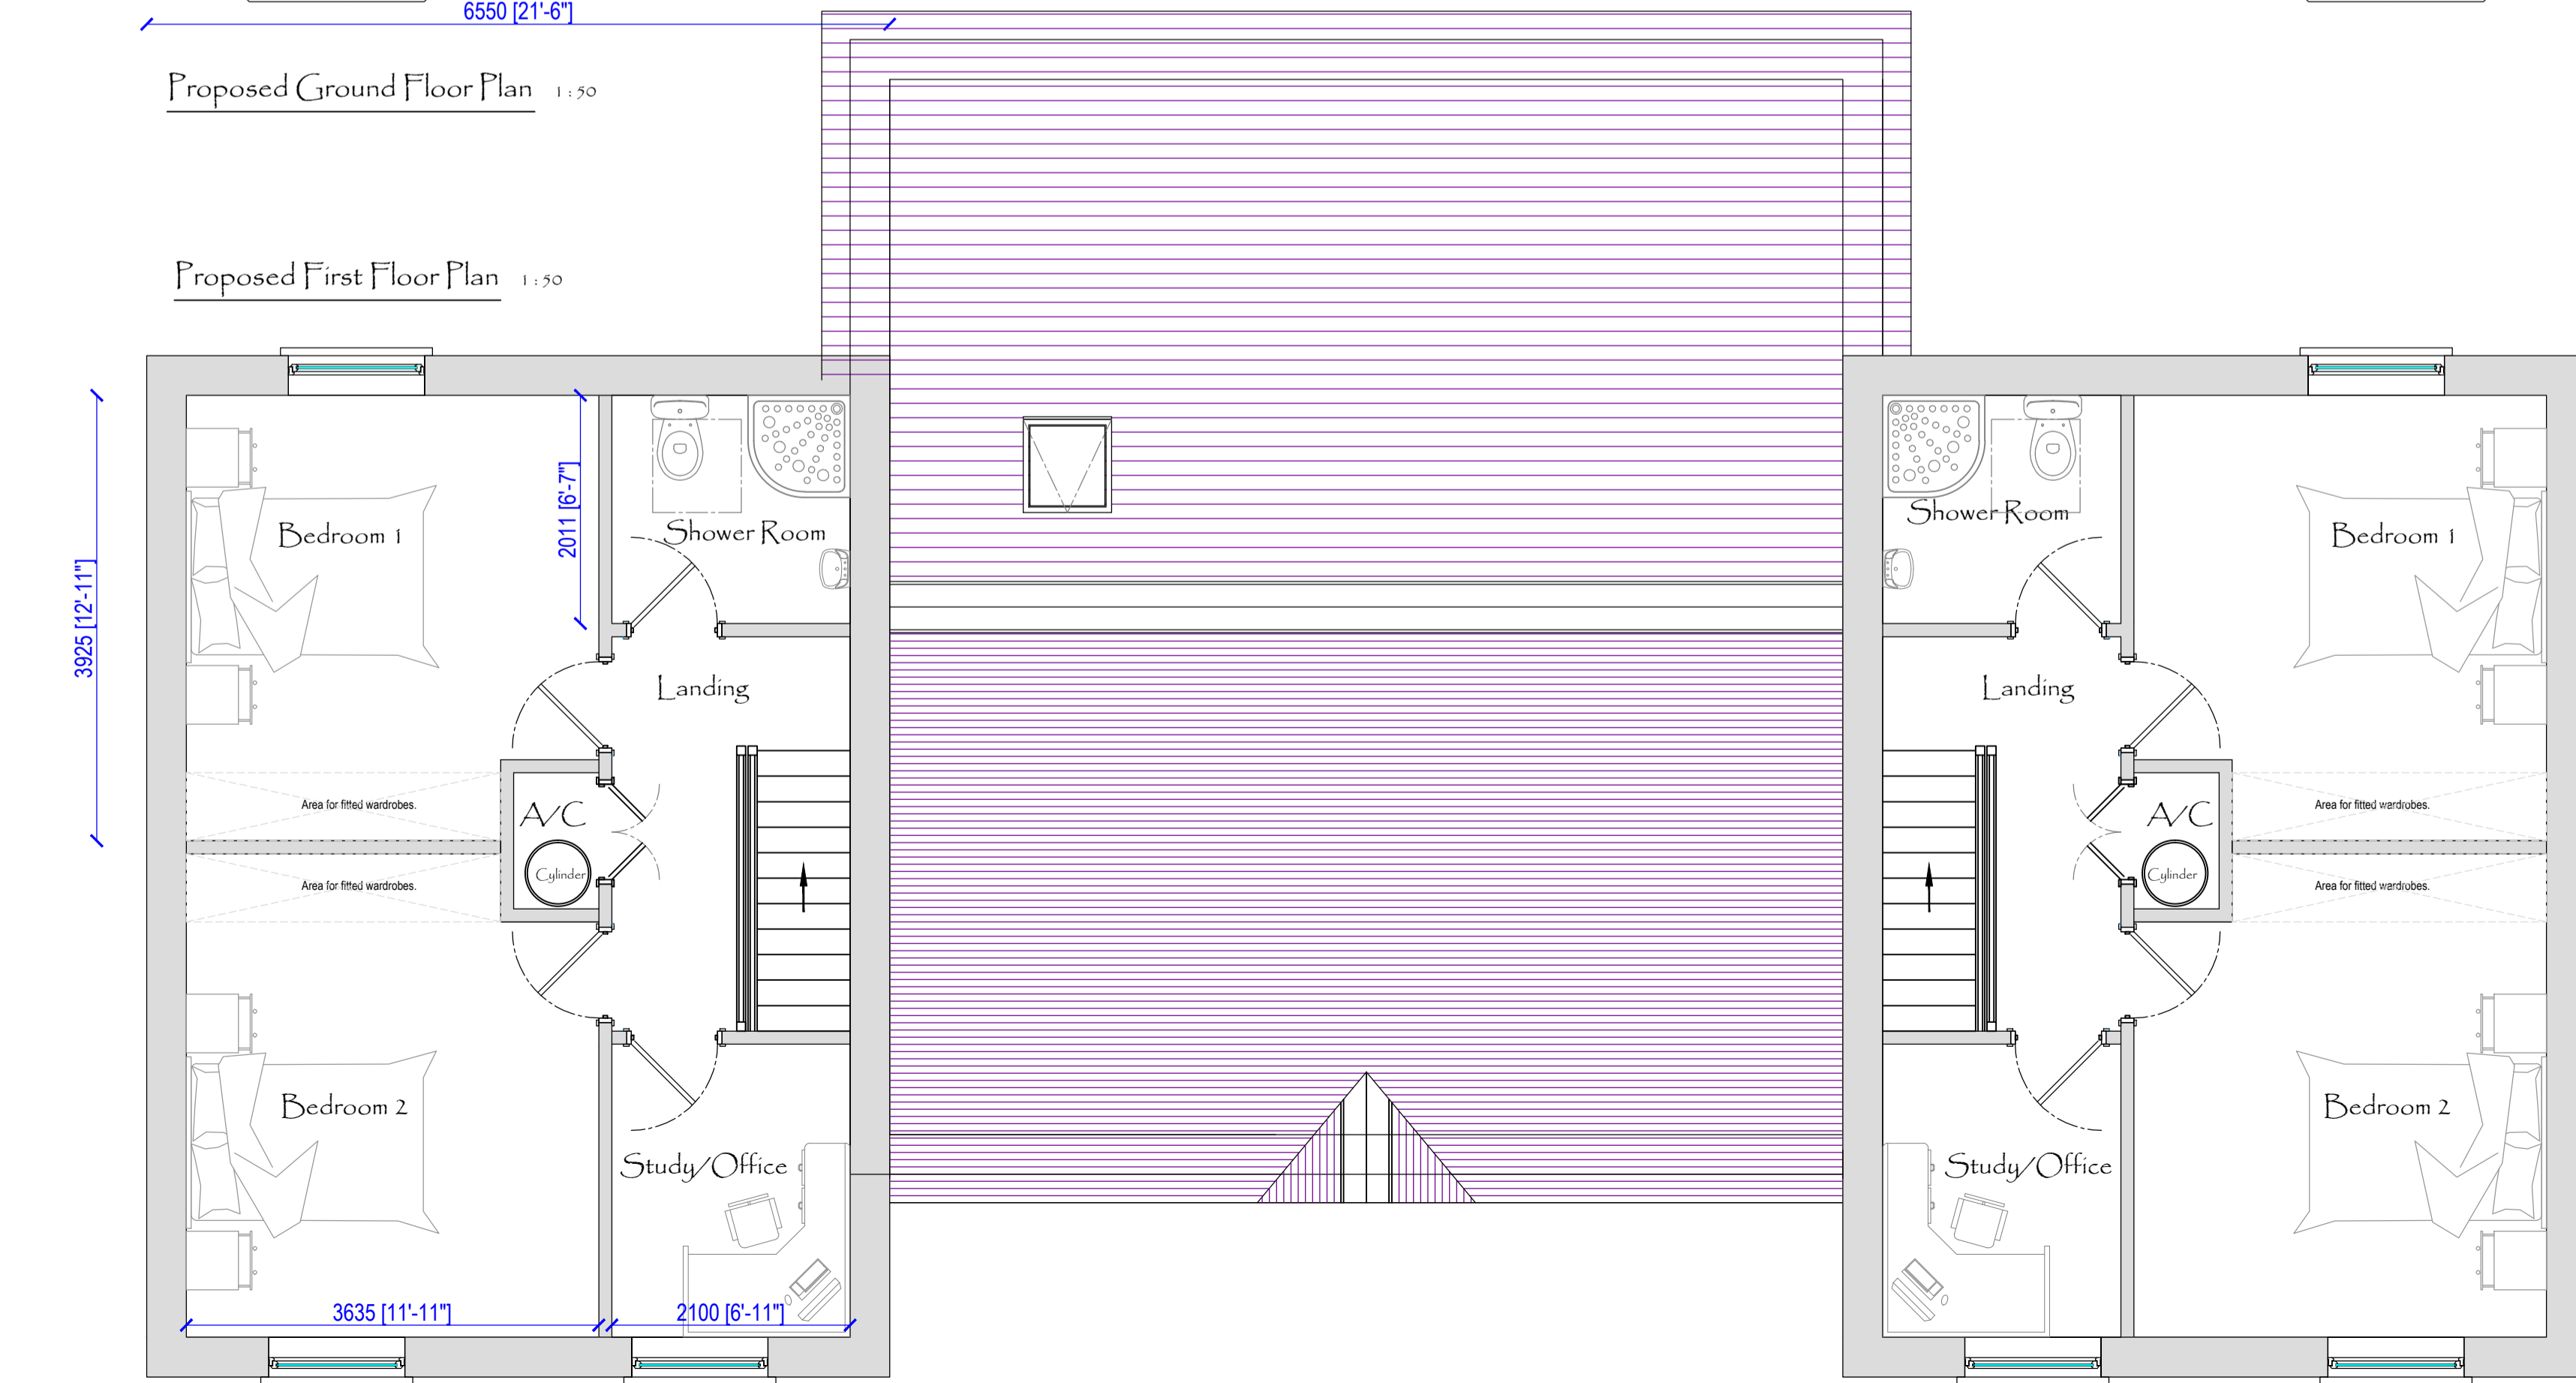 6550 [21'-6"]
Proposed Ground Floor Plan 1 : 50
Proposed First Floor Plan 1 : 50
3925 [12'-11"]
2011 [6'-7"]
Bedroom 1
Shower Room
Landing
Area for fitted wardrobes.
A/C
Cylinder
Area for fitted wardrobes.
Bedroom 2
Study/Office
3635 [11'-11"]
2100 [6'-11"]
Shower Room
Bedroom 1
Landing
A/C
Area for fitted wardrobes.
Cylinder
Area for fitted wardrobes.
Bedroom 2
Study/Office